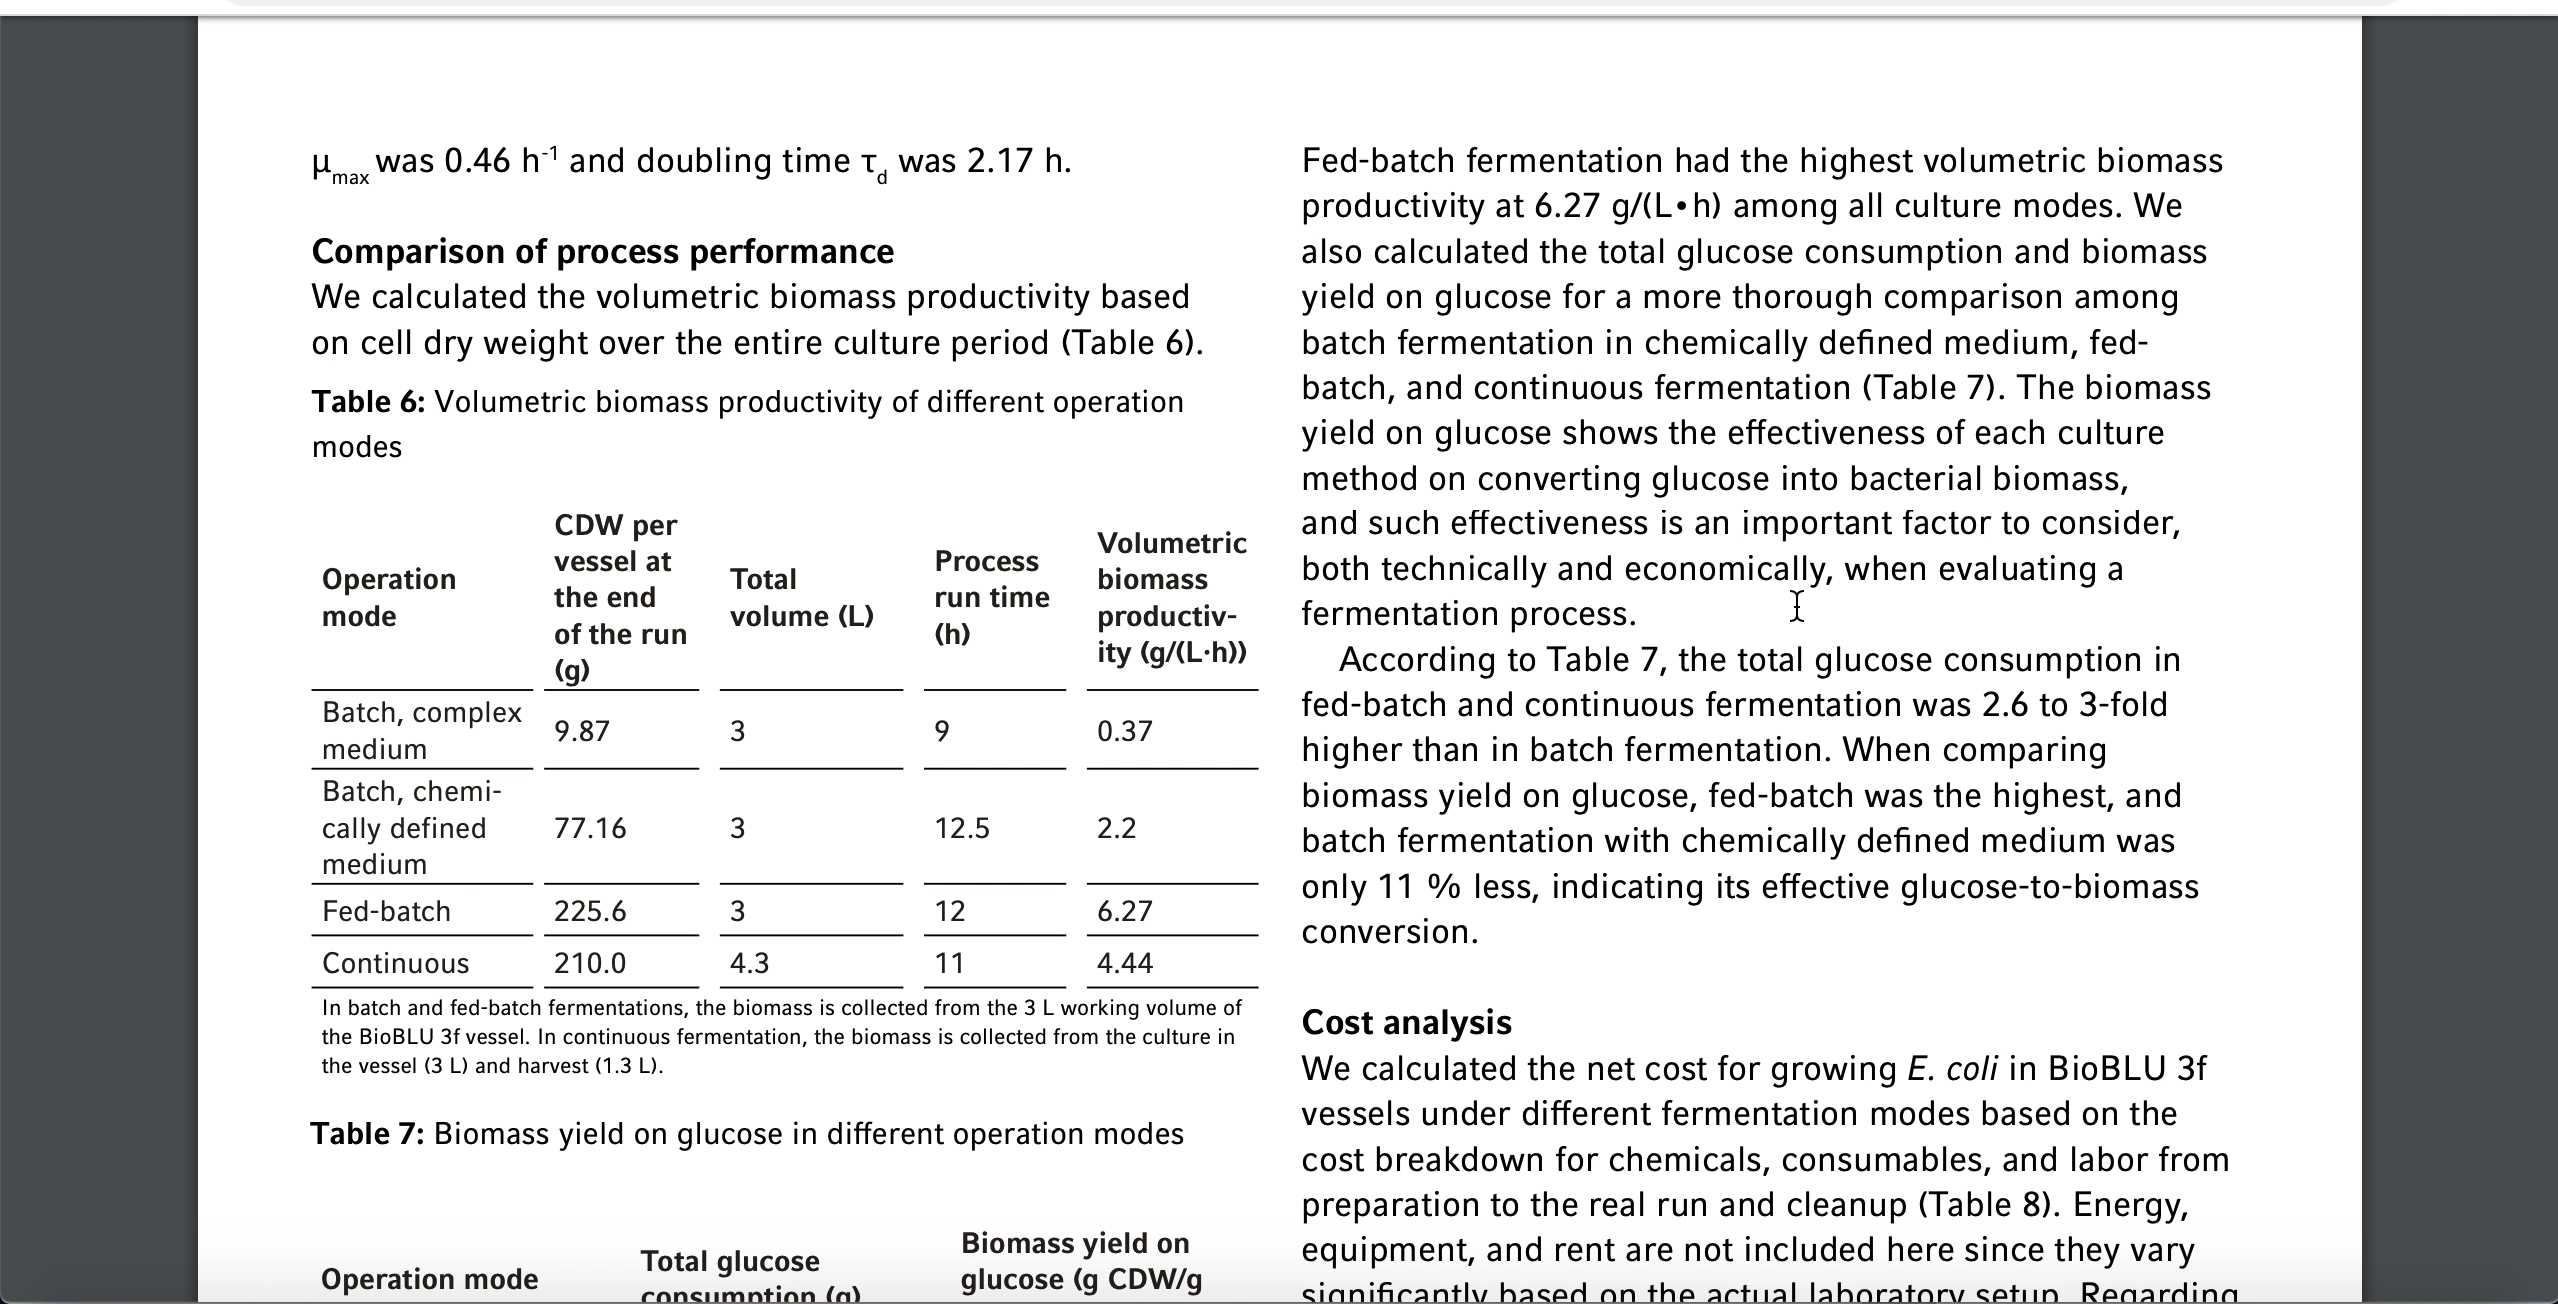 μmax was 0.46 h-1 and doubling time τd was 2.17 h.
Comparison of process performance
We calculated the volumetric biomass productivity based
on cell dry weight over the entire culture period (Table 6).
Table 6: Volumetric biomass productivity of different operation
modes
Operation mode	CDW per vessel at the end of the run (g)	Total volume (L)	Process run time (h)	Volumetric biomass productiv-ity (g/(L·h))
Batch, complex medium	9.87	3	9	0.37
Batch, chemi-cally defined medium	77.16	3	12.5	2.2
Fed-batch	225.6	3	12	6.27
Continuous	210.0	4.3	11	4.44
In batch and fed-batch fermentations, the biomass is collected from the 3 L working volume of
the BioBLU 3f vessel. In continuous fermentation, the biomass is collected from the culture in
the vessel (3 L) and harvest (1.3 L).
Table 7: Biomass yield on glucose in different operation modes
Operation mode	Total glucose consumption (g)	Biomass yield on glucose (g CDW/g
Fed-batch fermentation had the highest volumetric biomass
productivity at 6.27 g/(L•h) among all culture modes. We
also calculated the total glucose consumption and biomass
yield on glucose for a more thorough comparison among
batch fermentation in chemically defined medium, fed-
batch, and continuous fermentation (Table 7). The biomass
yield on glucose shows the effectiveness of each culture
method on converting glucose into bacterial biomass,
and such effectiveness is an important factor to consider,
both technically and economically, when evaluating a
fermentation process.
According to Table 7, the total glucose consumption in
fed-batch and continuous fermentation was 2.6 to 3-fold
higher than in batch fermentation. When comparing
biomass yield on glucose, fed-batch was the highest, and
batch fermentation with chemically defined medium was
only 11 % less, indicating its effective glucose-to-biomass
conversion.
Cost analysis
We calculated the net cost for growing E. coli in BioBLU 3f
vessels under different fermentation modes based on the
cost breakdown for chemicals, consumables, and labor from
preparation to the real run and cleanup (Table 8). Energy,
equipment, and rent are not included here since they vary
significantly based on the actual laboratory setup. Regarding